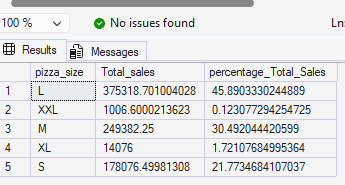 100 % No issues found Ln:
Results Messages
pizza_size Total_sales percentage_Total_Sales
1 L 375318.701004028 45.8903330244889
2 XXL 1006.6000213623 0.123077294254725
3 M 249382.25 30.492044420599
4 XL 14076 1.72107684995364
5 S 178076.49981308 21.7734684107037